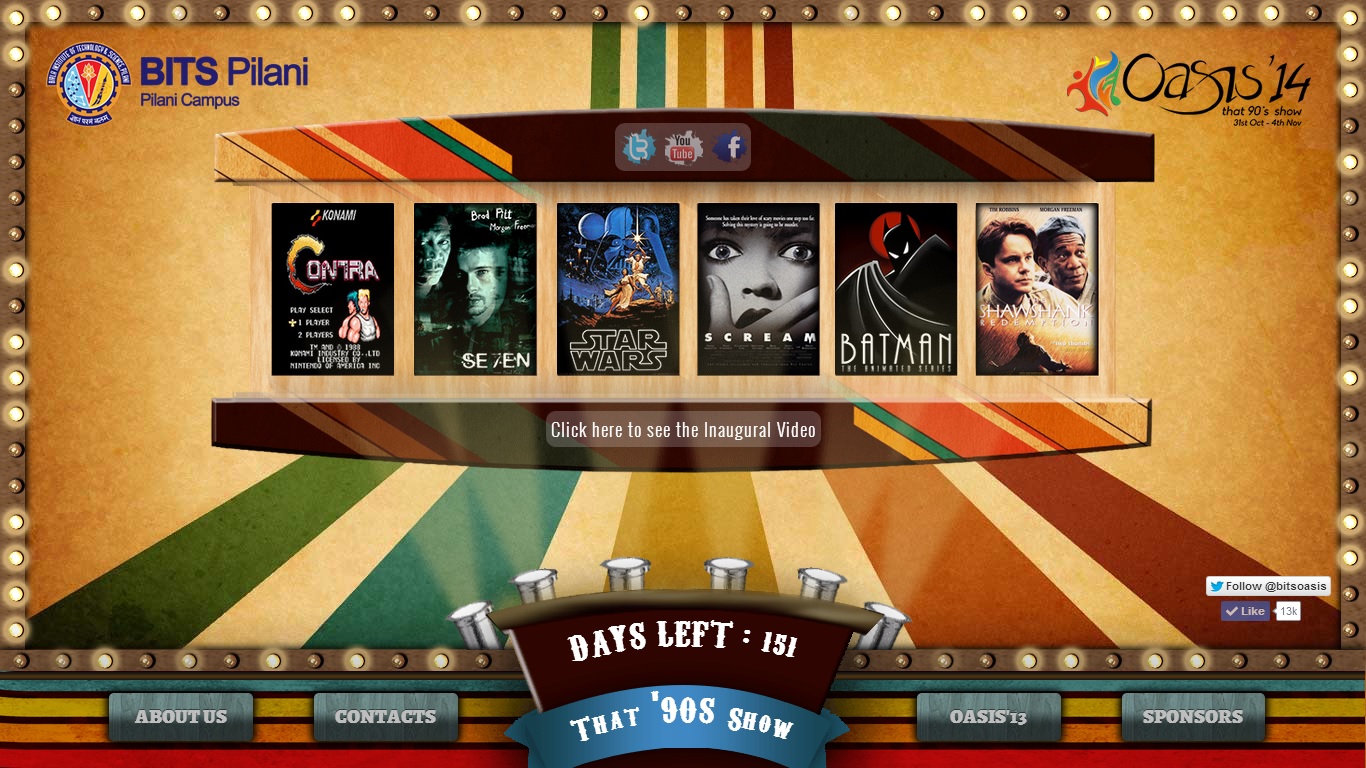 BIRLA INSTITUTE OF TECHNOLOGY & SCIENCE PILANI
ज्ञानं परमं बलम्
BITS Pilani
Pilani Campus
Oasis'14
that 90's show
31st Oct - 4th Nov
You
Tube
KONAMI
CONTRA
PLAY SELECT
1 PLAYER
2 PLAYERS
TM AND © 1988
KONAMI INDUSTRY CO.,LTD
LICENSED BY
NINTENDO OF AMERICA INC
Brad Pitt
Morgan Freeman
SE7EN
STAR
WARS
Someone has taken their love of scary movies one step too far.
Solving this mystery is going to be murder.
SCREAM
BATMAN
THE ANIMATED SERIES
TIM ROBBINS MORGAN FREEMAN
SHAWSHANK
REDEMPTION
Click here to see the Inaugural Video
Follow @bitsoasis
Like 13k
DAYS LEFT : 151
THAT '90S SHOW
ABOUT US
CONTACTS
OASIS'13
SPONSORS